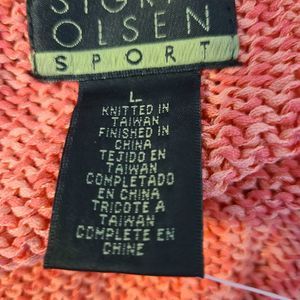 OLSEN
SPORT
L
KNITTED IN
TAIWAN
FINISHED IN
CHINA
TEJIDO EN
TAIWAN
COMPLETADO
EN CHINA
TRICOTE A
TAIWAN
COMPLETE EN
CHINE